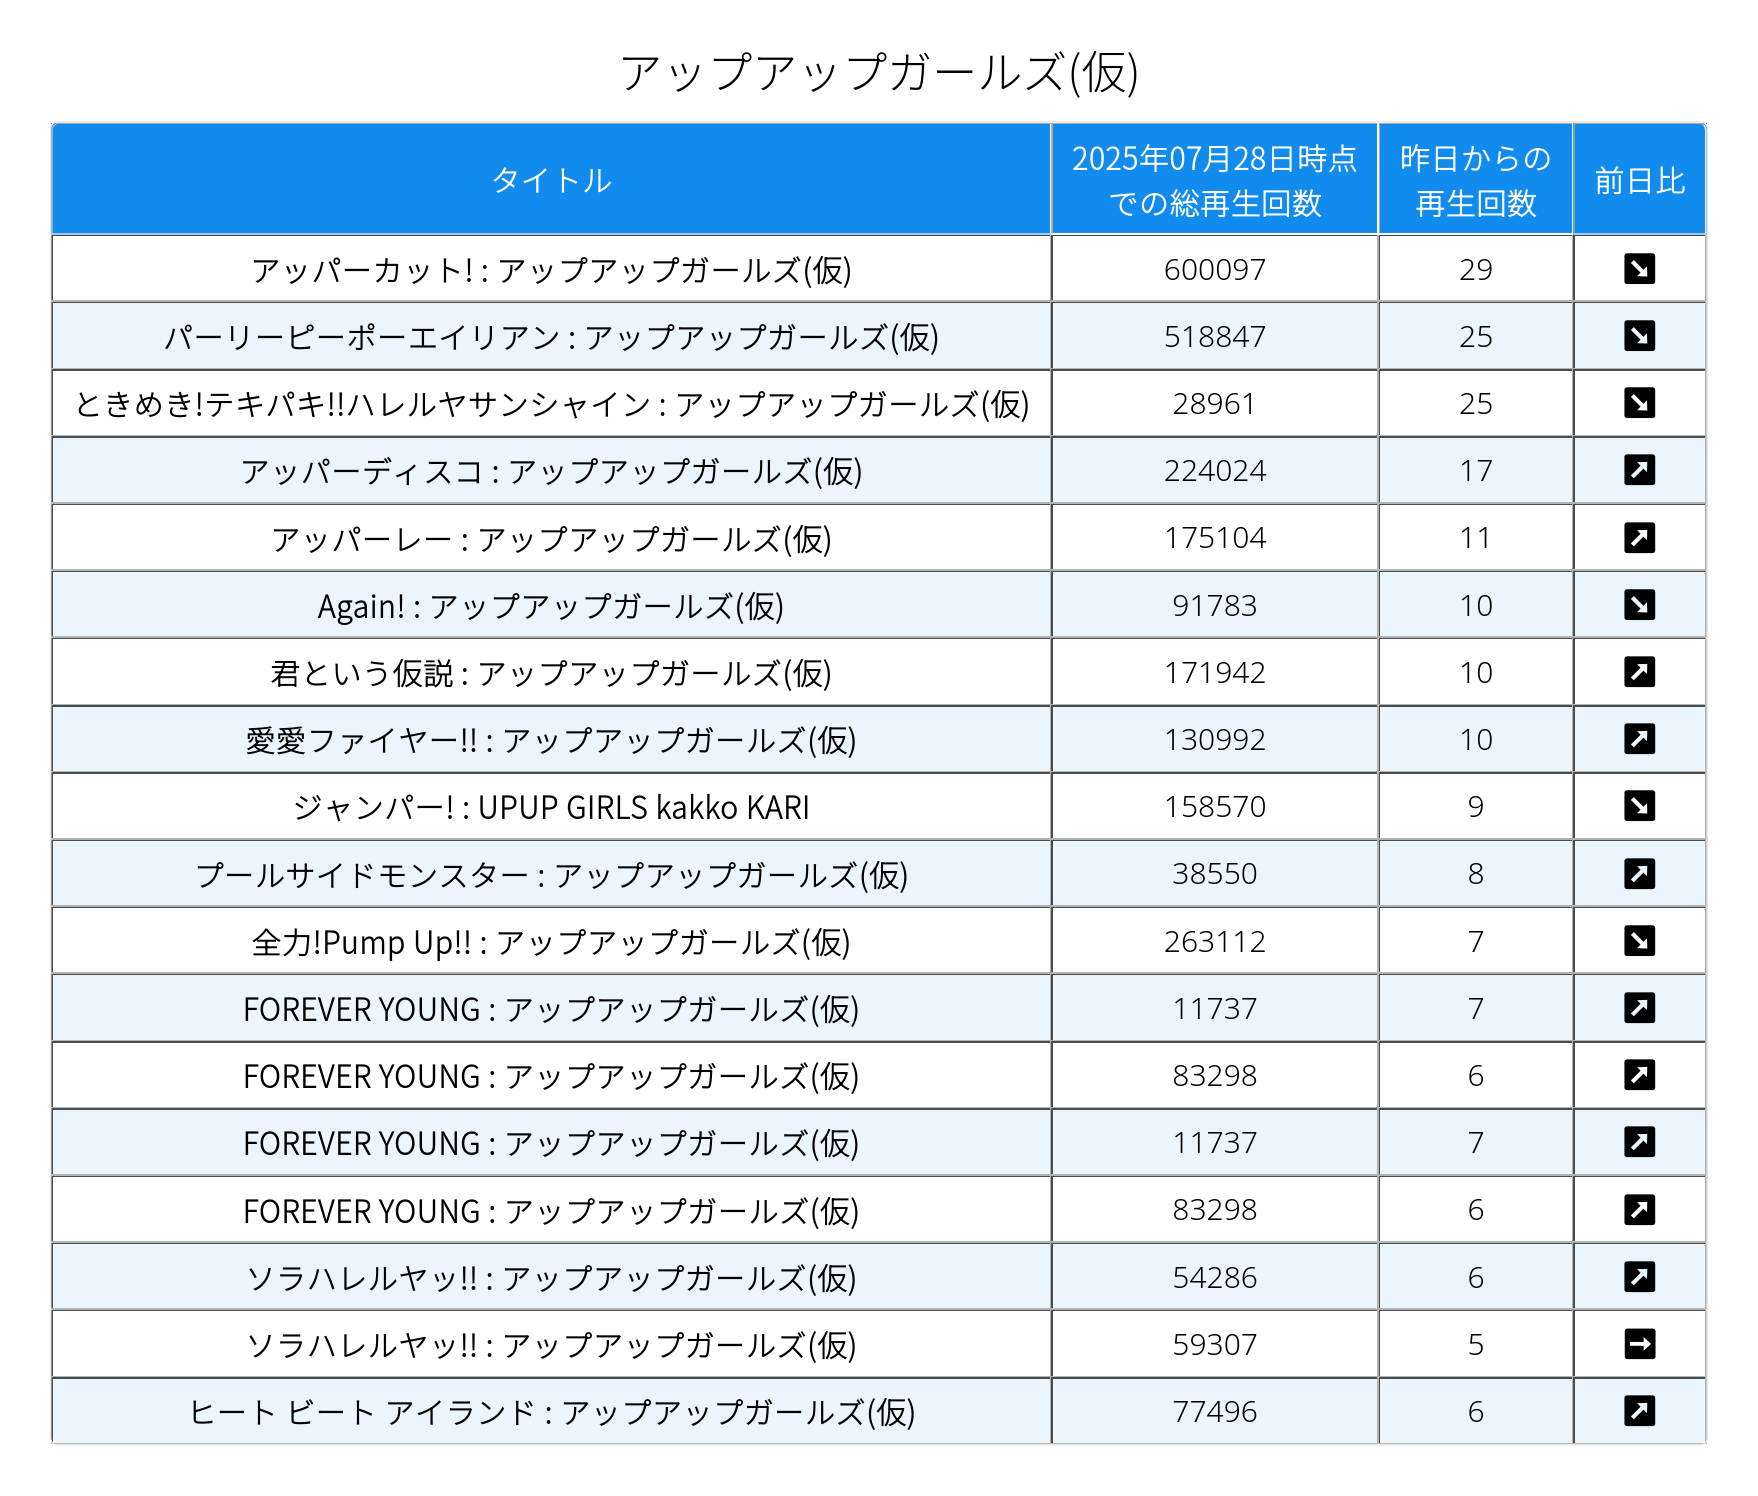 アップアップガールズ(仮)
タイトル 2025年07月28日時点での総再生回数 昨日からの再生回数 前日比
アッパーカット! : アップアップガールズ(仮) 600097 29 ↘
パーリーピーポーエイリアン : アップアップガールズ(仮) 518847 25 ↘
ときめき!テキパキ!!ハレルヤサンシャイン : アップアップガールズ(仮) 28961 25 ↘
アッパーディスコ : アップアップガールズ(仮) 224024 17 ↗
アッパーレー : アップアップガールズ(仮) 175104 11 ↗
Again! : アップアップガールズ(仮) 91783 10 ↘
君という仮説 : アップアップガールズ(仮) 171942 10 ↗
愛愛ファイヤー!! : アップアップガールズ(仮) 130992 10 ↗
ジャンパー! : UPUP GIRLS kakko KARI 158570 9 ↘
プールサイドモンスター : アップアップガールズ(仮) 38550 8 ↗
全力!Pump Up!! : アップアップガールズ(仮) 263112 7 ↘
FOREVER YOUNG : アップアップガールズ(仮) 11737 7 ↗
FOREVER YOUNG : アップアップガールズ(仮) 83298 6 ↗
FOREVER YOUNG : アップアップガールズ(仮) 11737 7 ↗
FOREVER YOUNG : アップアップガールズ(仮) 83298 6 ↗
ソラハレルヤッ!! : アップアップガールズ(仮) 54286 6 ↗
ソラハレルヤッ!! : アップアップガールズ(仮) 59307 5 →
ヒート ビート アイランド : アップアップガールズ(仮) 77496 6 ↗